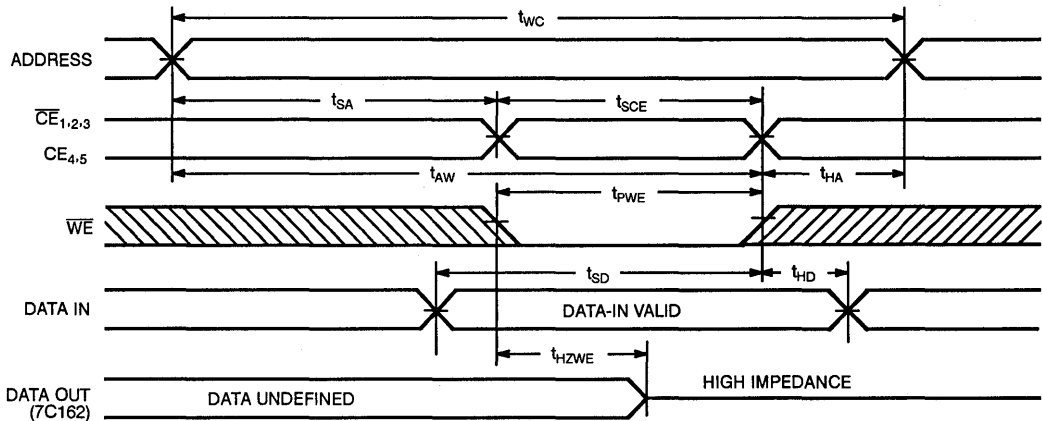 tWC
ADDRESS
tSA
tSCE
CE1,2,3
CE4,5
tAW
tHA
tPWE
WE
tSD
tHD
DATA IN
DATA-IN VALID
tHZWE
HIGH IMPEDANCE
DATA OUT
(7C162)
DATA UNDEFINED